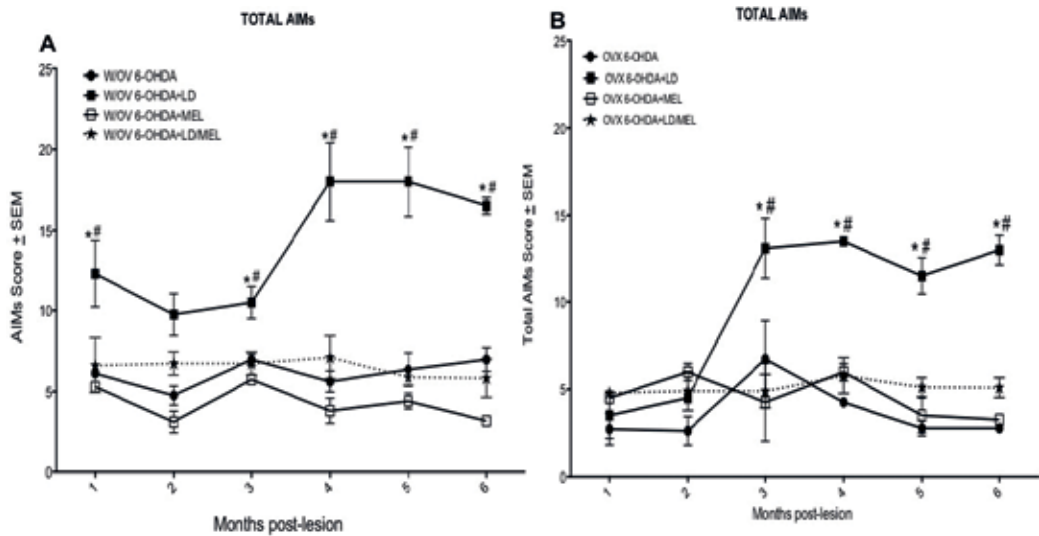 TOTAL AIMs
A
25
20
15
10
5
0
AIMs Score ± SEM
W/OV 6-OHDA
W/OV 6-OHDA+LD
W/OV 6-OHDA+MEL
W/OV 6-OHDA+LD/MEL
*#
*#
*#
*#
*#
1
2
3
4
5
6
Months post-lesion
TOTAL AIMs
B
25
20
15
10
5
0
Total AIMs Score ± SEM
OVX 6-OHDA
OVX 6-OHDA+LD
OVX 6-OHDA+MEL
OVX 6-OHDA+LD/MEL
*#
*#
*#
*#
1
2
3
4
5
6
Months post-lesion